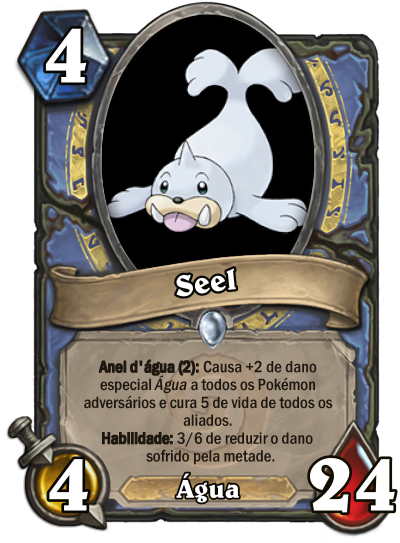 4
Seel
Anel d'água (2): Causa +2 de dano
especial Água a todos os Pokémon
adversários e cura 5 de vida de todos os
aliados.
Habilidade: 3/6 de reduzir o dano
sofrido pela metade.
4
Água
24